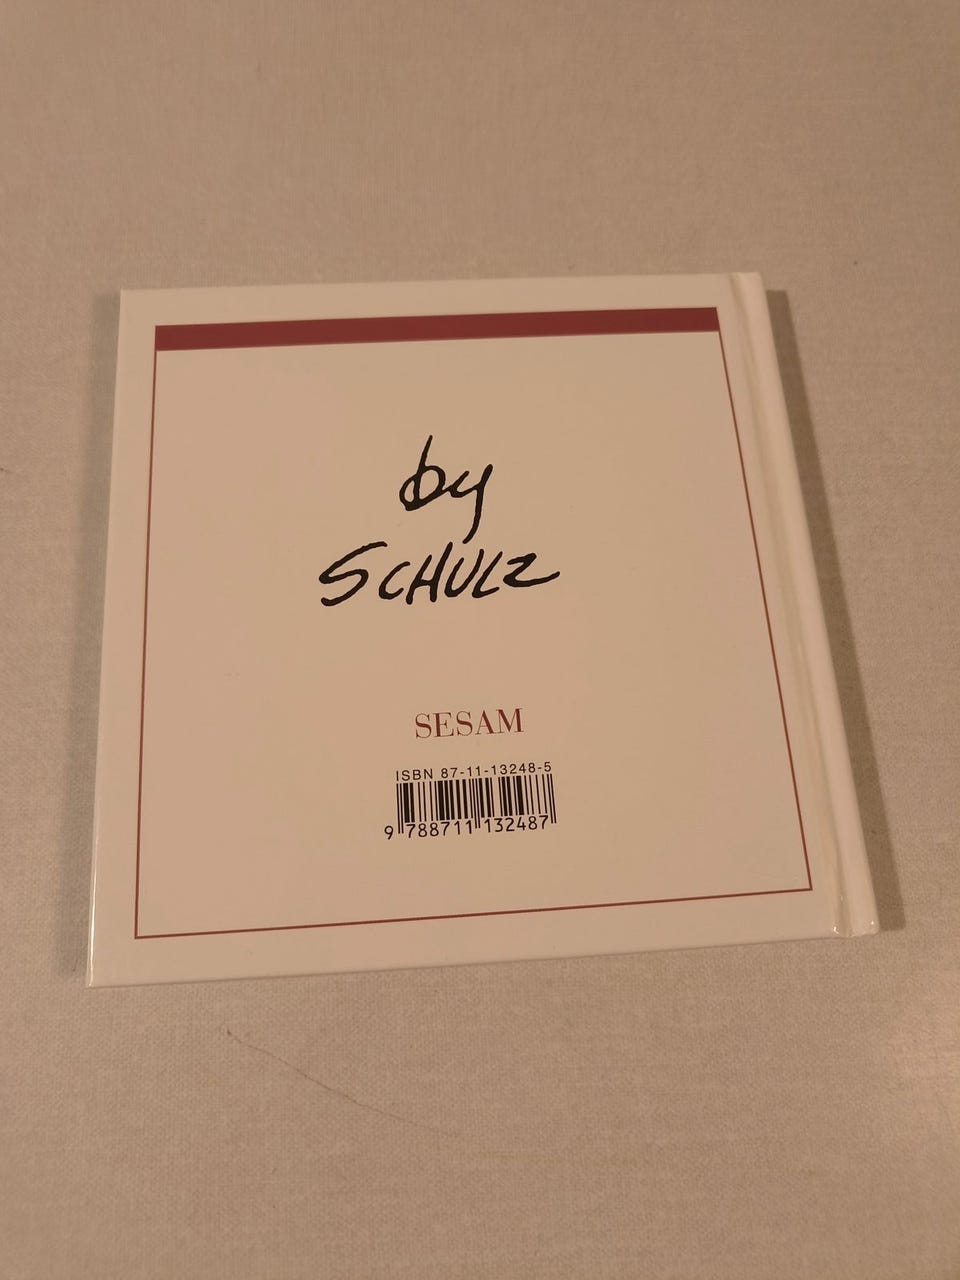 by
SCHULZ
SESAM
ISBN 87-11-13248-5
9 788711 132487